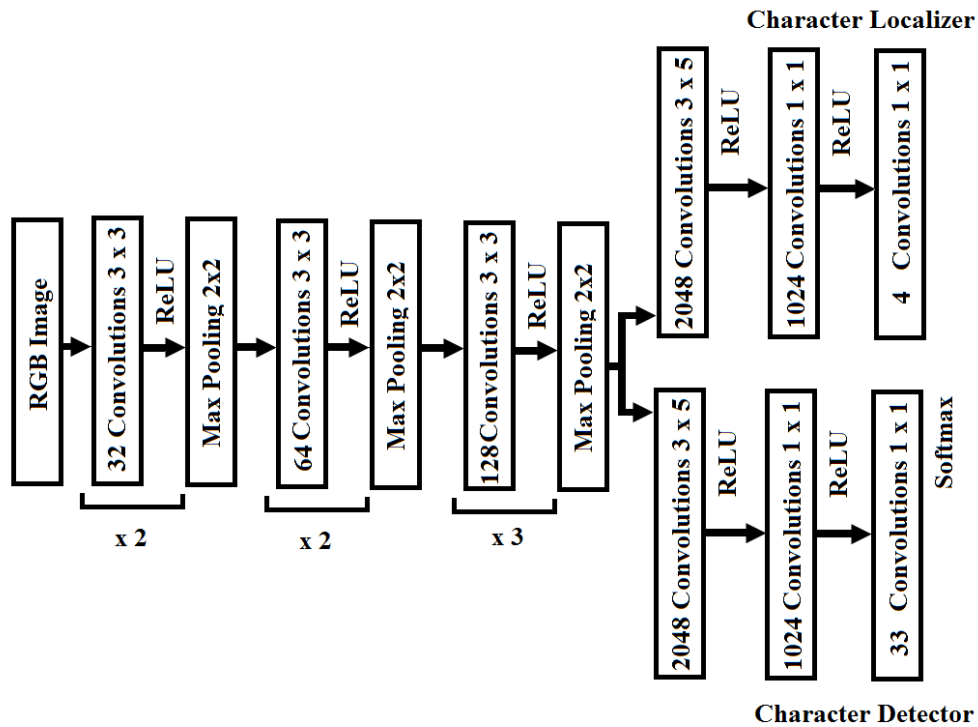 Character Localizer
2048 Convolutions 3 x 5
ReLU
1024 Convolutions 1 x 1
ReLU
4 Convolutions 1 x 1
RGB Image
32 Convolutions 3 x 3
ReLU
Max Pooling 2x2
64 Convolutions 3 x 3
ReLU
Max Pooling 2x2
128 Convolutions 3 x 3
ReLU
Max Pooling 2x2
x 2
x 2
x 3
2048 Convolutions 3 x 5
ReLU
1024 Convolutions 1 x 1
ReLU
33 Convolutions 1 x 1
Softmax
Character Detector